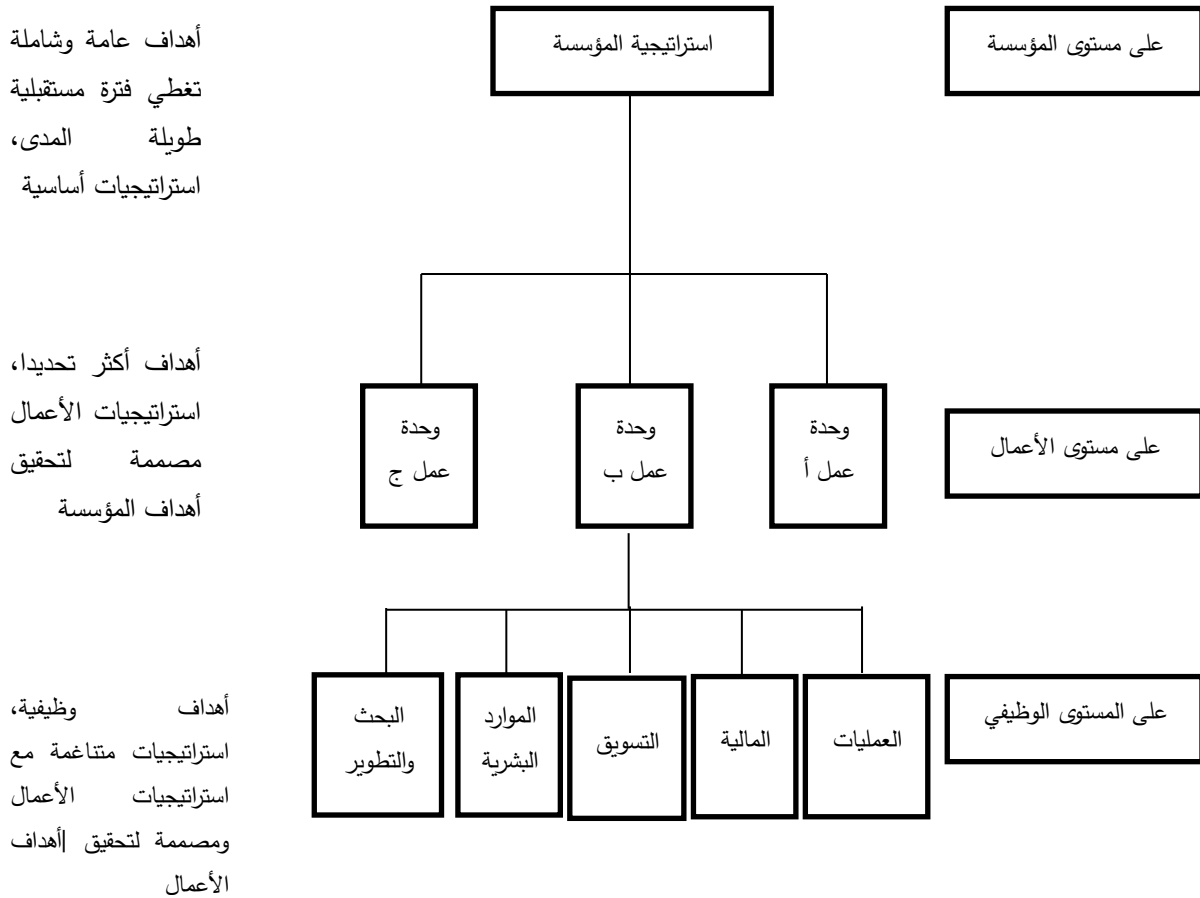 على مستوى المؤسسة
استراتيجية المؤسسة
أهداف عامة وشاملة
تغطي فترة مستقبلية
طويلة المدى،
استراتيجيات أساسية
على مستوى الأعمال
وحدة
عمل أ
وحدة
عمل ب
وحدة
عمل ج
أهداف أكثر تحديدا،
استراتيجيات الأعمال
مصممة لتحقيق
أهداف المؤسسة
على المستوى الوظيفي
العمليات
المالية
التسويق
الموارد
البشرية
البحث
والتطوير
أهداف وظيفية،
استراتيجيات متناغمة مع
استراتيجيات الأعمال
ومصممة لتحقيق |أهداف
الأعمال